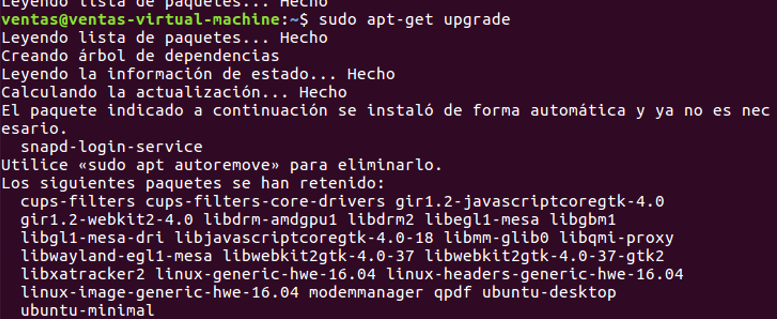 Leyendo lista de paquetes... Hecho
ventas@ventas-virtual-machine:~$ sudo apt-get upgrade
Leyendo lista de paquetes... Hecho
Creando árbol de dependencias
Leyendo la información de estado... Hecho
Calculando la actualización... Hecho
El paquete indicado a continuación se instaló de forma automática y ya no es nec
esario.
  snapd-login-service
Utilice «sudo apt autoremove» para eliminarlo.
Los siguientes paquetes se han retenido:
  cups-filters cups-filters-core-drivers gir1.2-javascriptcoregtk-4.0
  gir1.2-webkit2-4.0 libdrm-amdgpu1 libdrm2 libegl1-mesa libgbm1
  libgl1-mesa-dri libjavascriptcoregtk-4.0-18 libmm-glib0 libqmi-proxy
  libwayland-egl1-mesa libwebkit2gtk-4.0-37 libwebkit2gtk-4.0-37-gtk2
  libxatracker2 linux-generic-hwe-16.04 linux-headers-generic-hwe-16.04
  linux-image-generic-hwe-16.04 modemmanager qpdf ubuntu-desktop
  ubuntu-minimal